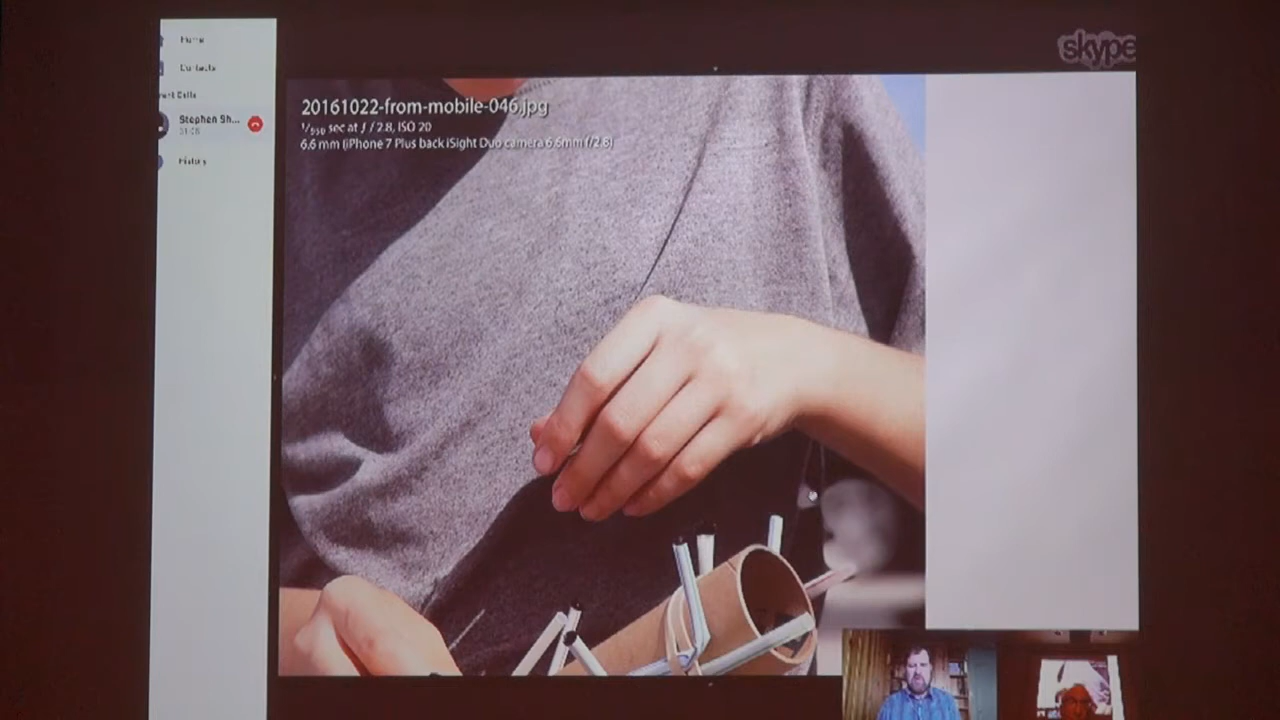 Home
Contacts
Stephen Sh...
History
skype
20161022-from-mobile-046.jpg
1/950 sec at ƒ / 2.8, ISO 20
6.6 mm (iPhone 7 Plus back iSight Duo camera 6.6mm f/2.8)